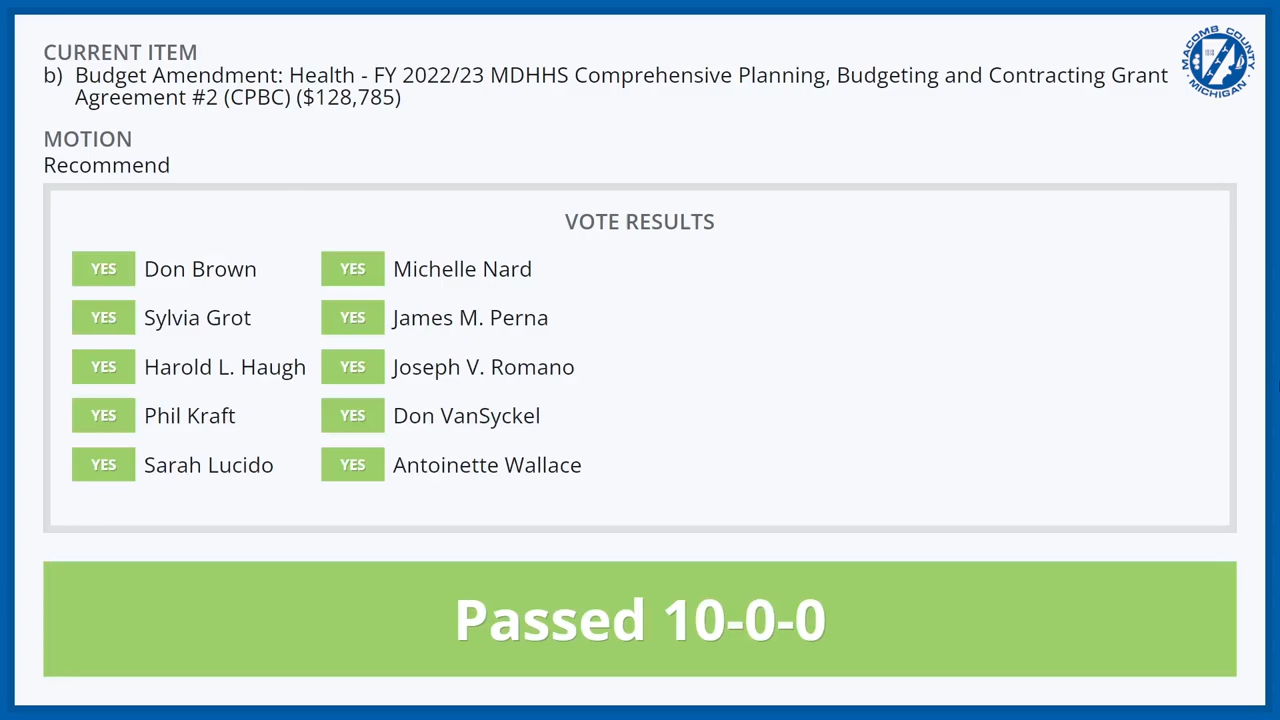 CURRENT ITEM
b) Budget Amendment: Health - FY 2022/23 MDHHS Comprehensive Planning, Budgeting and Contracting Grant
Agreement #2 (CPBC) ($128,785)
MACOMB COUNTY
MICHIGAN
MOTION
Recommend
VOTE RESULTS
YES Don Brown YES Michelle Nard
YES Sylvia Grot YES James M. Perna
YES Harold L. Haugh YES Joseph V. Romano
YES Phil Kraft YES Don VanSyckel
YES Sarah Lucido YES Antoinette Wallace
Passed 10-0-0